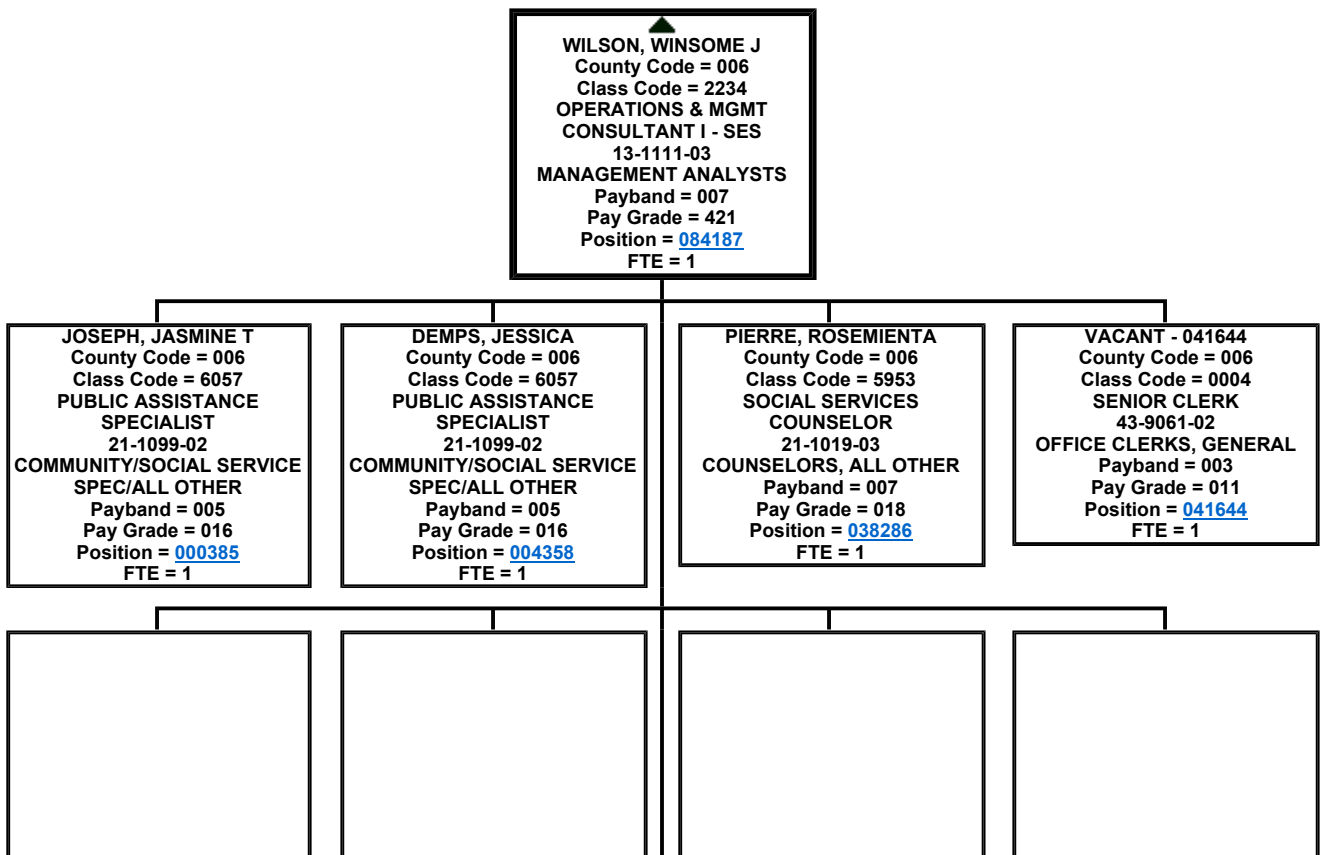 WILSON, WINSOME J
County Code = 006
Class Code = 2234
OPERATIONS & MGMT
CONSULTANT I - SES
13-1111-03
MANAGEMENT ANALYSTS
Payband = 007
Pay Grade = 421
Position = 084187
FTE = 1
JOSEPH, JASMINE T
County Code = 006
Class Code = 6057
PUBLIC ASSISTANCE
SPECIALIST
21-1099-02
COMMUNITY/SOCIAL SERVICE
SPEC/ALL OTHER
Payband = 005
Pay Grade = 016
Position = 000385
FTE = 1
DEMPS, JESSICA
County Code = 006
Class Code = 6057
PUBLIC ASSISTANCE
SPECIALIST
21-1099-02
COMMUNITY/SOCIAL SERVICE
SPEC/ALL OTHER
Payband = 005
Pay Grade = 016
Position = 004358
FTE = 1
PIERRE, ROSEMIENTA
County Code = 006
Class Code = 5953
SOCIAL SERVICES
COUNSELOR
21-1019-03
COUNSELORS, ALL OTHER
Payband = 007
Pay Grade = 018
Position = 038286
FTE = 1
VACANT - 041644
County Code = 006
Class Code = 0004
SENIOR CLERK
43-9061-02
OFFICE CLERKS, GENERAL
Payband = 003
Pay Grade = 011
Position = 041644
FTE = 1